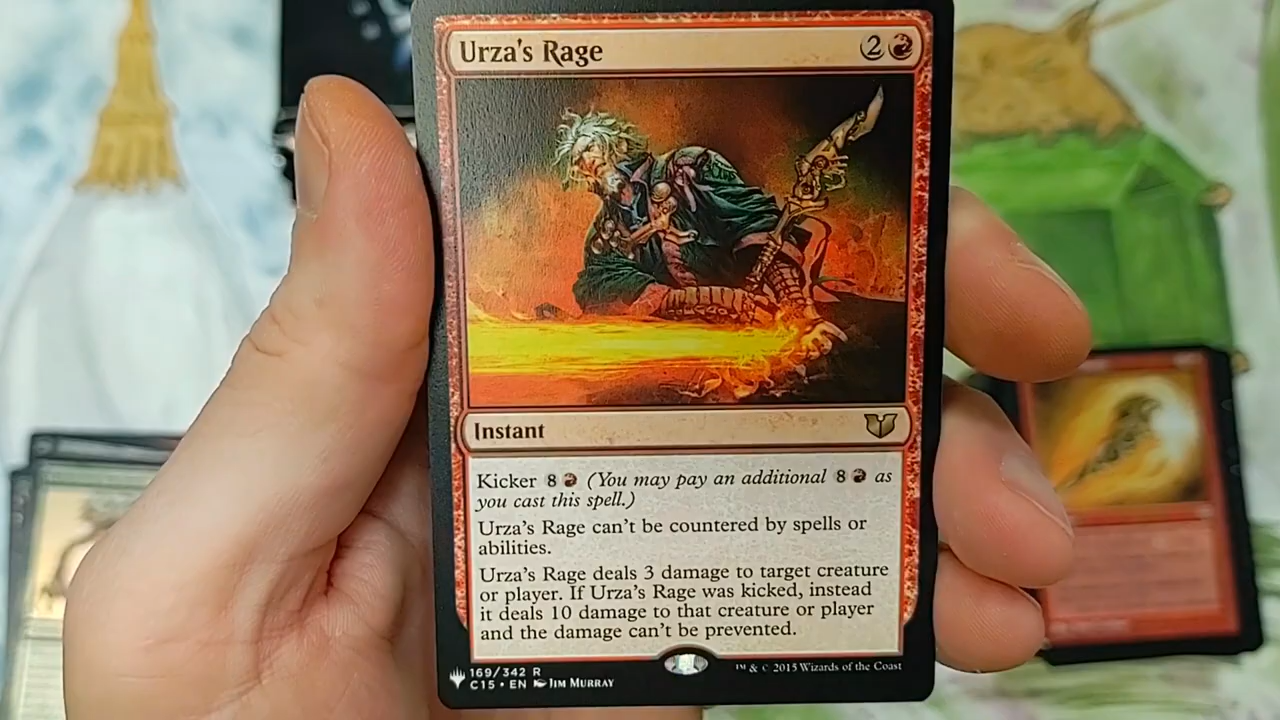 Urza's Rage 2
Instant
Kicker 8 (You may pay an additional 8 as
you cast this spell.)
Urza's Rage can't be countered by spells or
abilities.
Urza's Rage deals 3 damage to target creature
or player. If Urza's Rage was kicked, instead
it deals 10 damage to that creature or player
and the damage can't be prevented.
169/342 R
C15 • EN Jim Murray
™ & © 2015 Wizards of the Coast